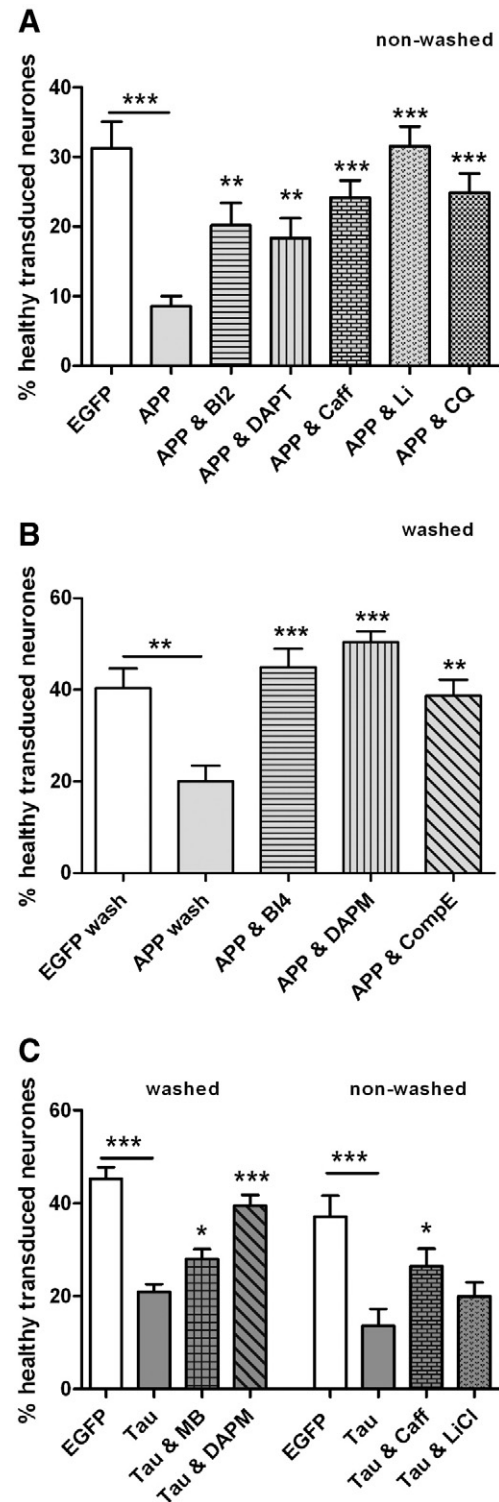 A
non-washed
% healthy transduced neurones
40
30
20
10
0
***
**
**
***
***
***
EGFP
APP
APP & BI2
APP & DAPT
APP & Caff
APP & Li
APP & CQ
B
washed
% healthy transduced neurones
60
40
20
0
**
***
***
**
EGFP wash
APP wash
APP & BI4
APP & DAPM
APP & CompE
C
washed
non-washed
% healthy transduced neurones
60
40
20
0
***
*
***
***
*
EGFP
Tau
Tau & MB
Tau & DAPM
EGFP
Tau
Tau & Caff
Tau & LiCl